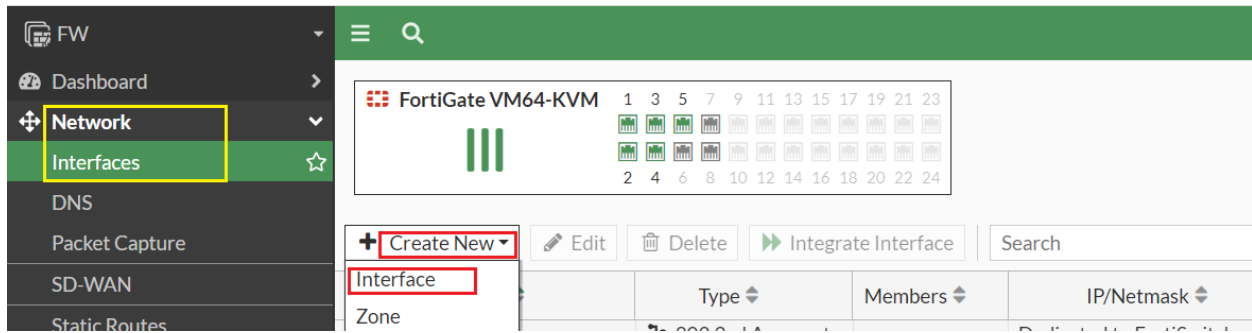 FW
Dashboard
Network
Interfaces
DNS
Packet Capture
SD-WAN
Static Routes
FortiGate VM64-KVM
1 3 5 7 9 11 13 15 17 19 21 23
2 4 6 8 10 12 14 16 18 20 22 24
Create New Edit Delete Integrate Interface Search
Interface
Zone
Type Members IP/Netmask